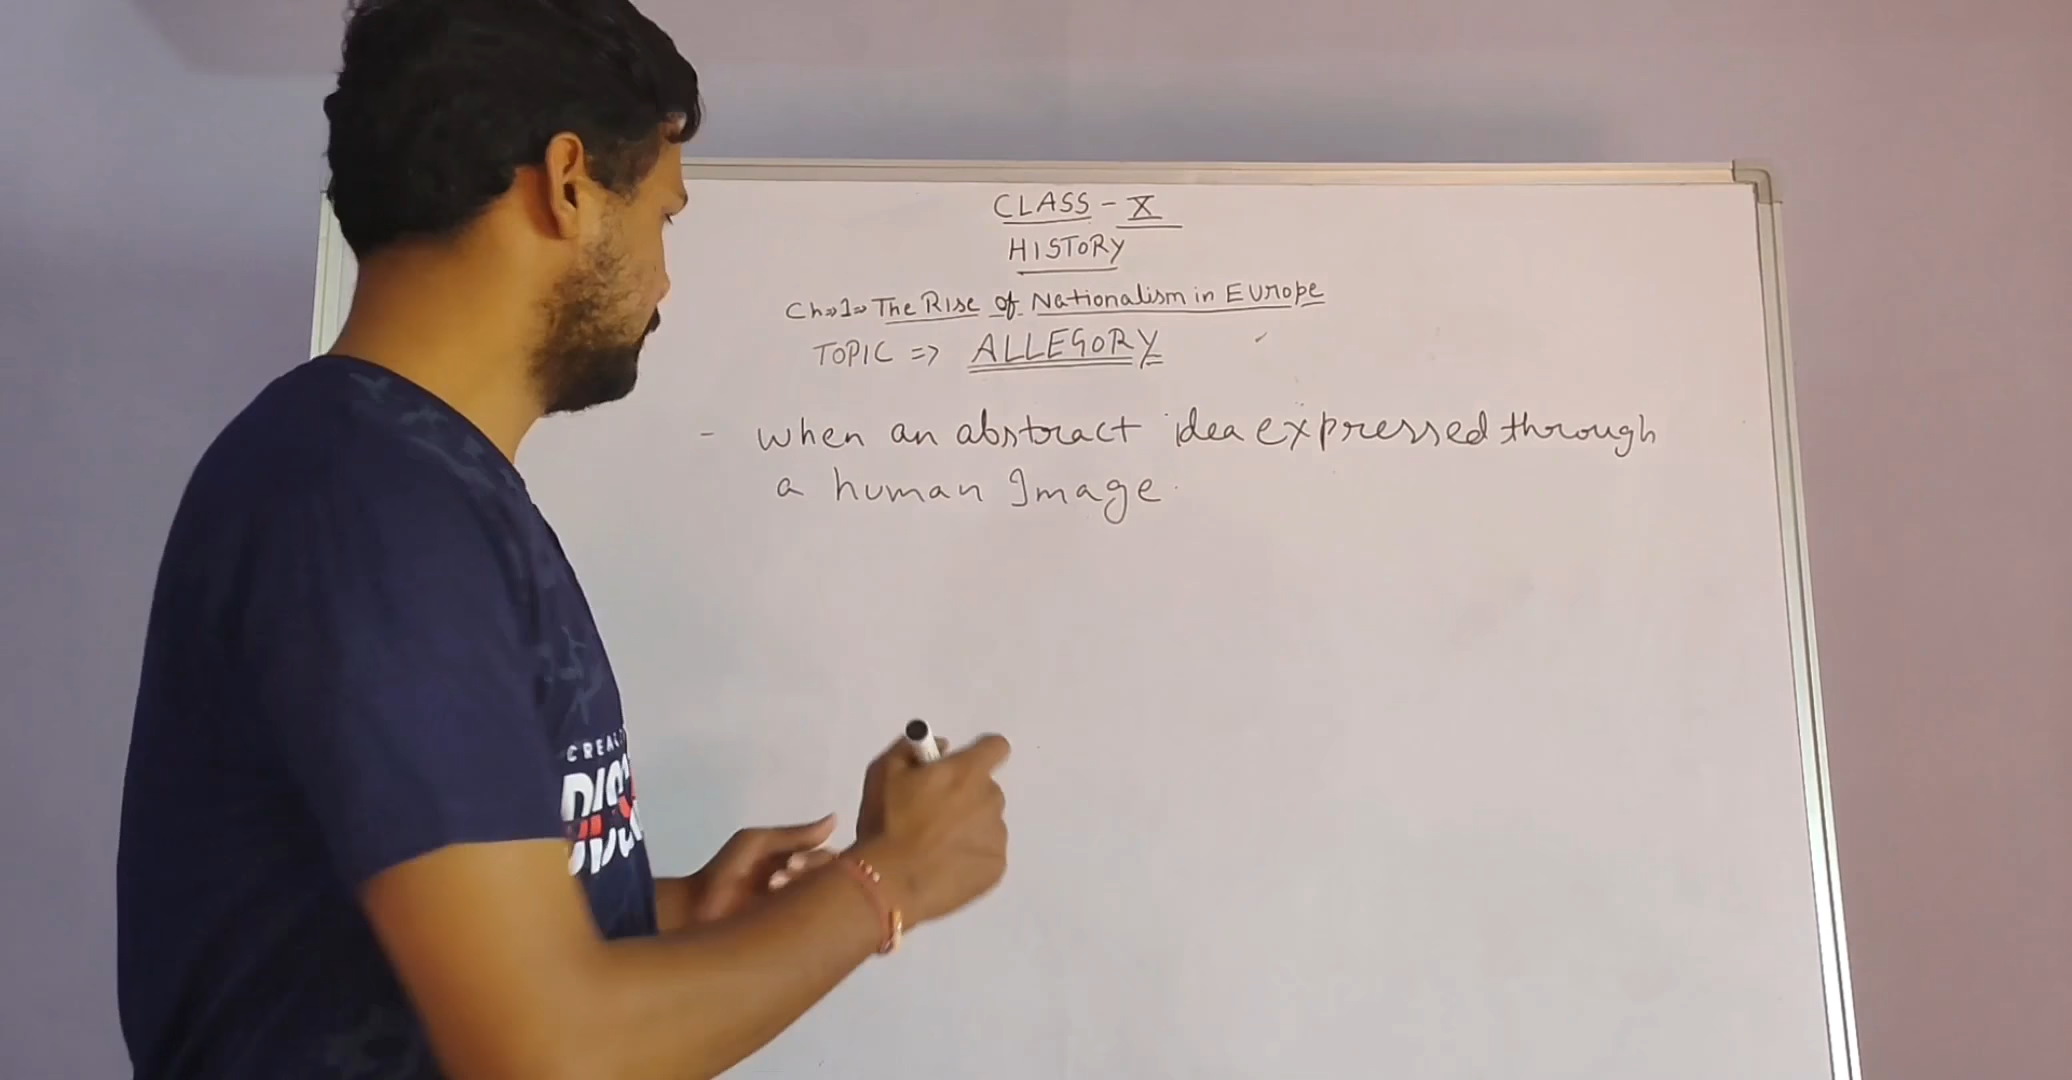 CLASS - X
HISTORY
Ch⇒1⇒ The Rise of Nationalism in Europe
TOPIC => ALLEGORY
- when an abstract idea expressed through
a human Image.